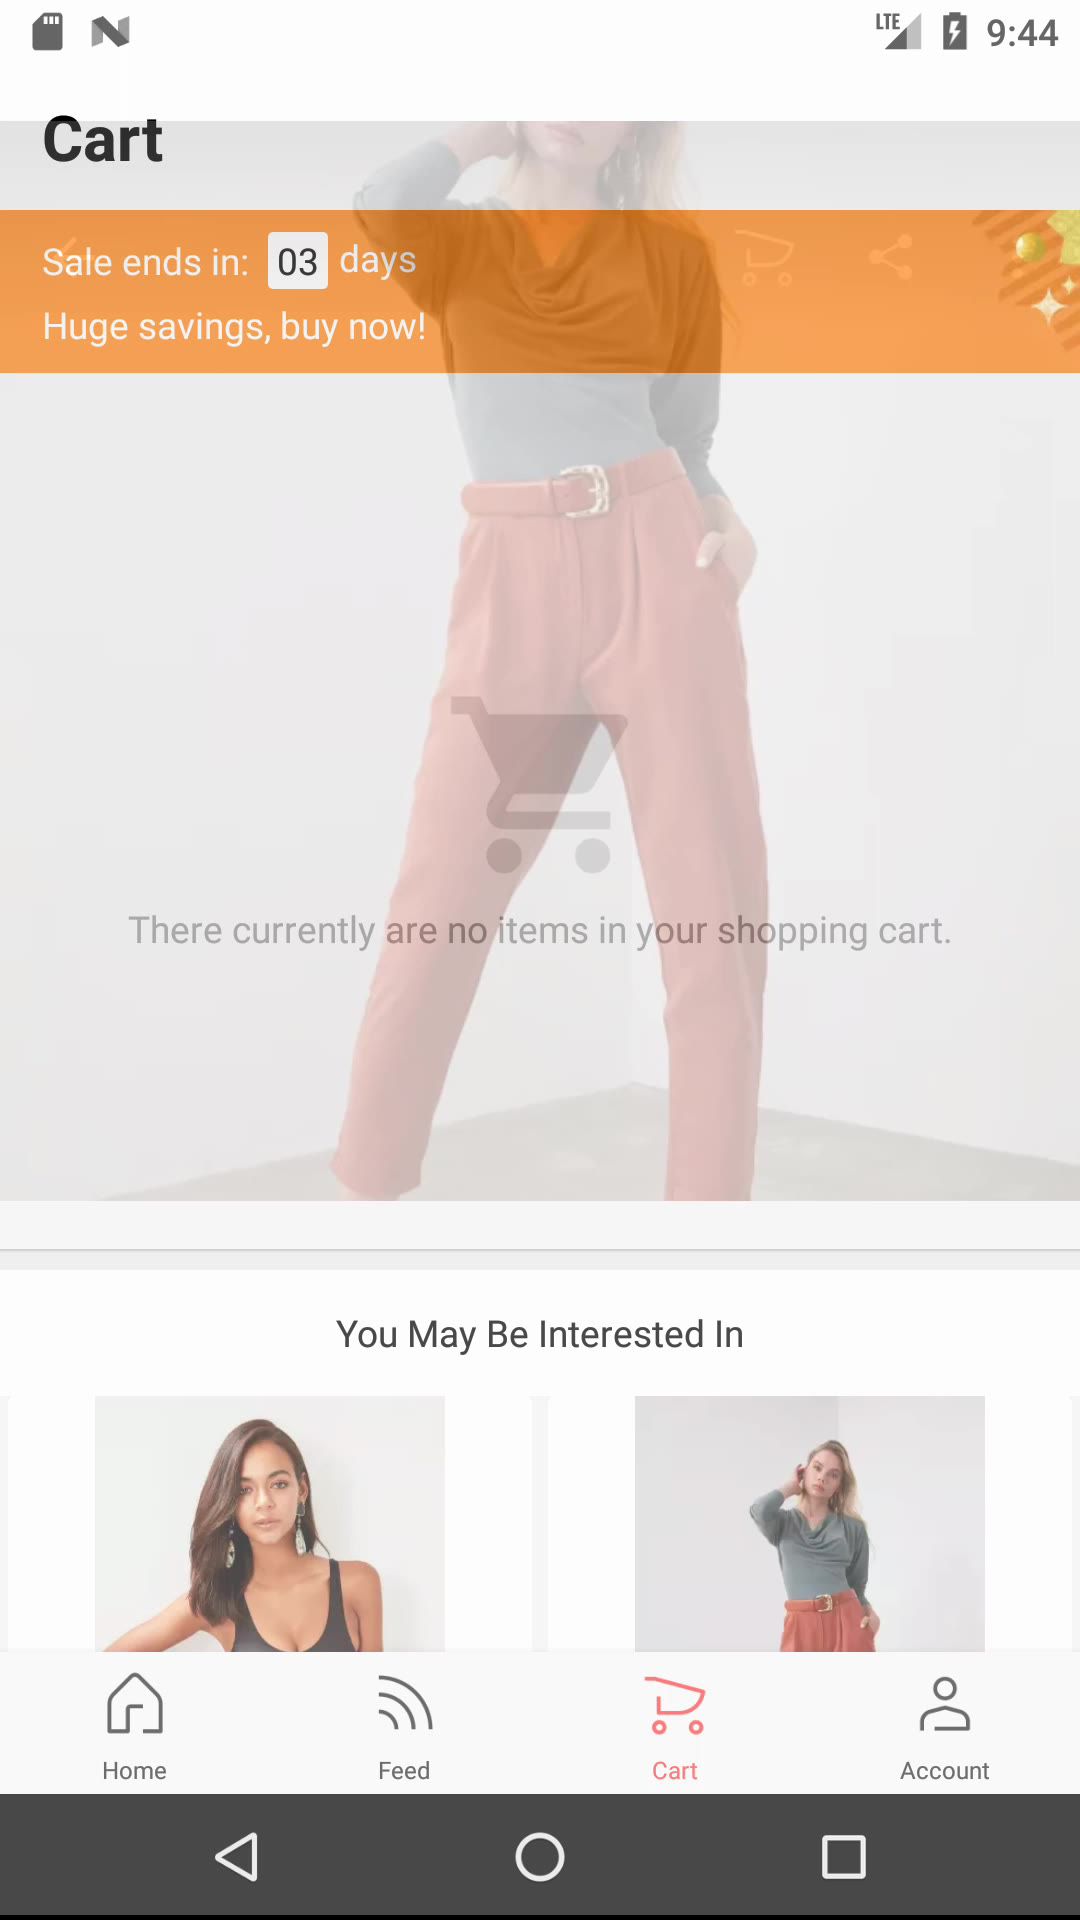 LTE 9:44
Cart
Sale ends in: 03 days
Huge savings, buy now!
There currently are no items in your shopping cart.
You May Be Interested In
Home Feed Cart Account